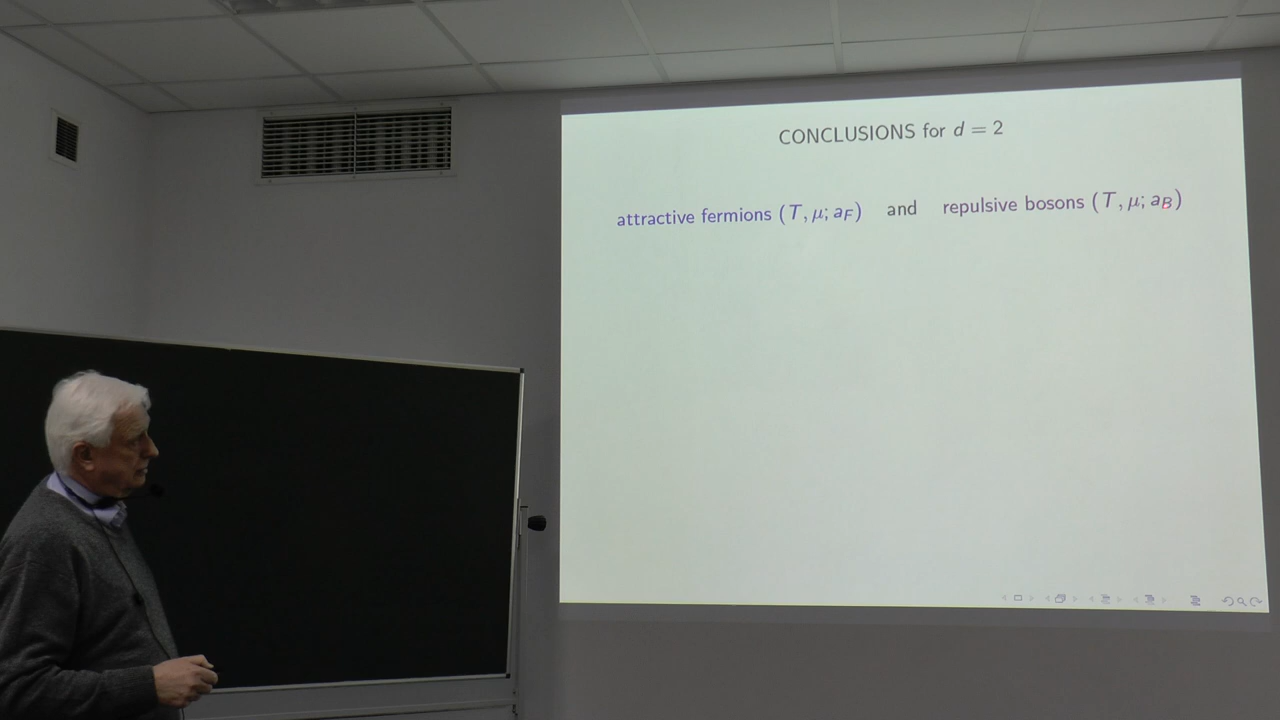 CONCLUSIONS for d = 2
attractive fermions (T, μ; a_F) and repulsive bosons (T, μ; a_B)